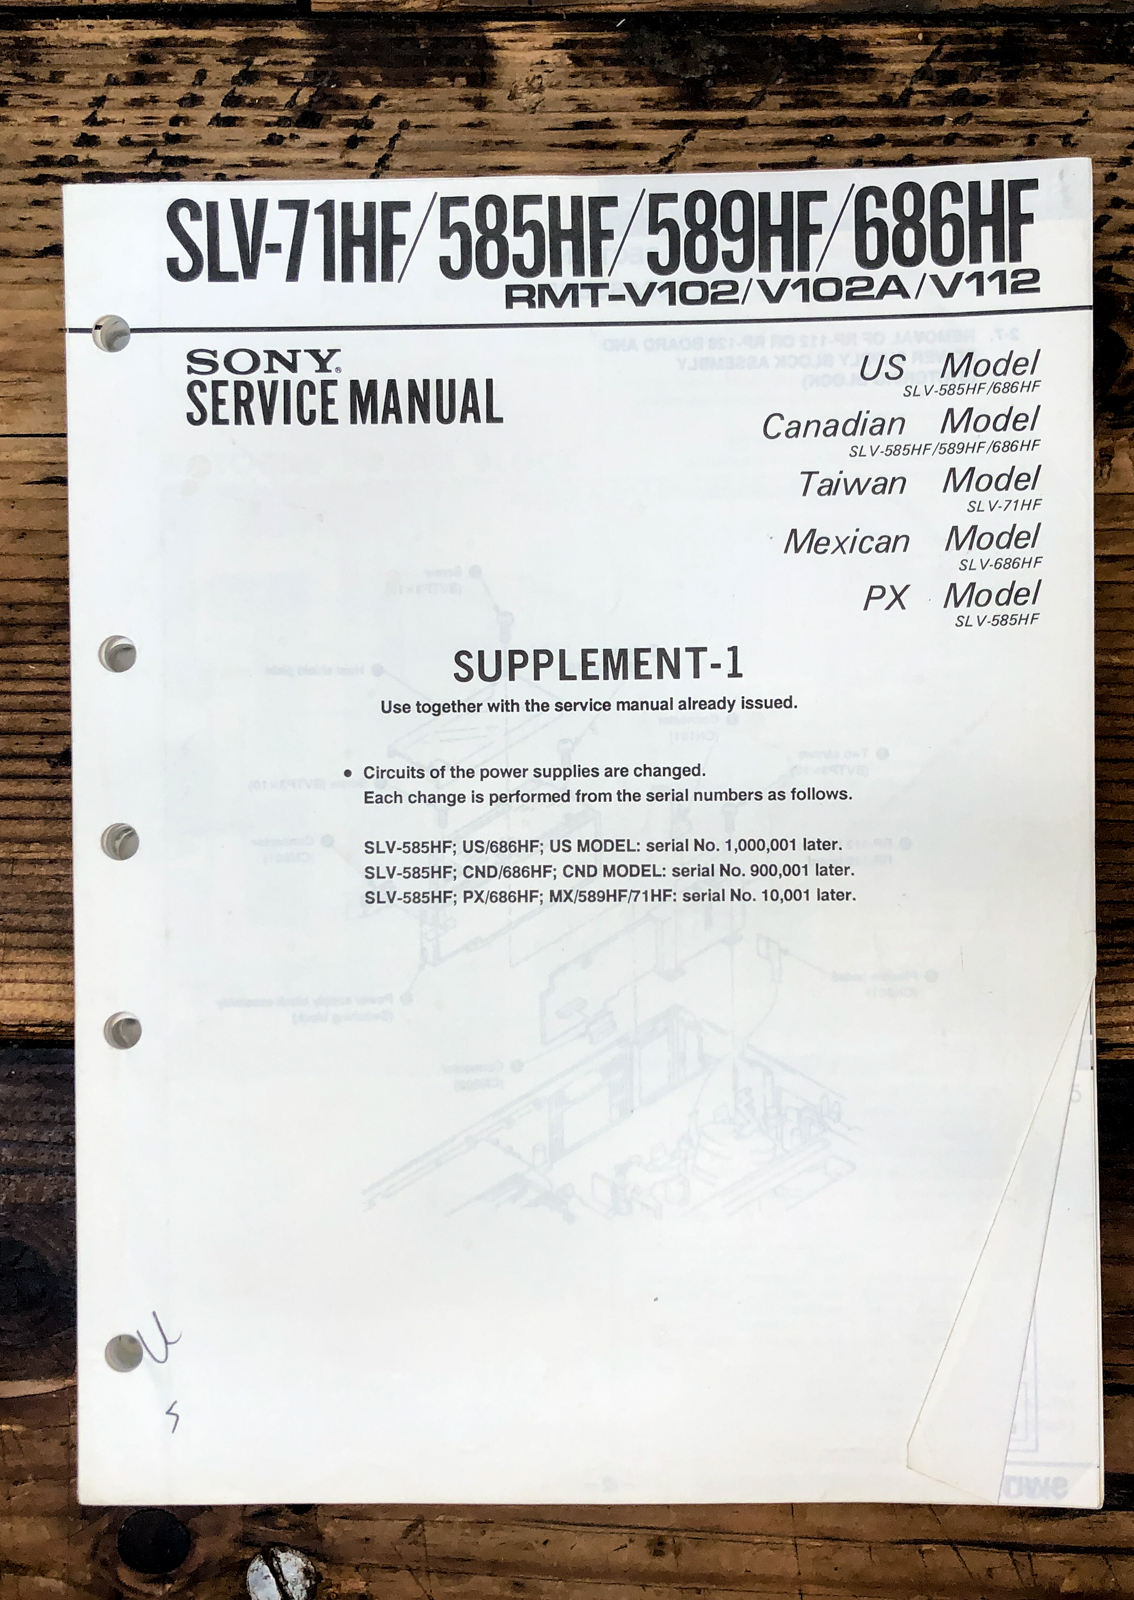 SLV-71HF/585HF/589HF/686HF
RMT-V102/V102A/V112
SONY®
SERVICE MANUAL
US Model
SLV-585HF/686HF
Canadian Model
SLV-585HF/589HF/686HF
Taiwan Model
SLV-71HF
Mexican Model
SLV-686HF
PX Model
SLV-585HF
SUPPLEMENT-1
Use together with the service manual already issued.
• Circuits of the power supplies are changed.
Each change is performed from the serial numbers as follows.
SLV-585HF; US/686HF; US MODEL: serial No. 1,000,001 later.
SLV-585HF; CND/686HF; CND MODEL: serial No. 900,001 later.
SLV-585HF; PX/686HF; MX/589HF/71HF: serial No. 10,001 later.